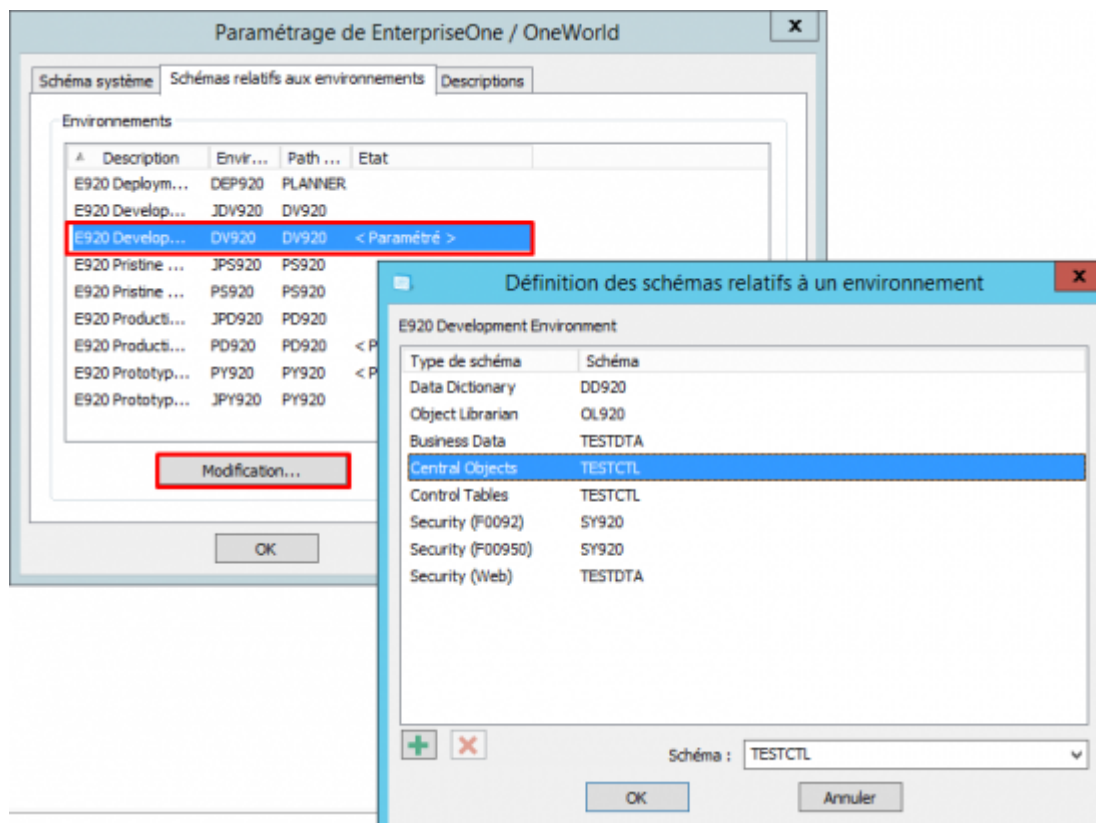 Paramétrage de EnterpriseOne / OneWorld
x
Schéma système Schémas relatifs aux environnements Descriptions
Environnements
Description Envir... Path ... Etat
E920 Deploym... DEP920 PLANNER
E920 Develop... JDV920 DV920
E920 Develop... DV920 DV920 < Paramétré >
E920 Pristine ... JPS920 PS920
E920 Pristine ... PS920 PS920
E920 Producti... JPD920 PD920
E920 Producti... PD920 PD920 < P
E920 Prototyp... PY920 PY920 < P
E920 Prototyp... JPY920 PY920
Modification...
OK
Définition des schémas relatifs à un environnement
x
E920 Development Environment
Type de schéma Schéma
Data Dictionary DD920
Object Librarian OL920
Business Data TESTDTA
Central Objects TESTCTL
Control Tables TESTCTL
Security (F0092) SY920
Security (F00950) SY920
Security (Web) TESTDTA
Schéma : TESTCTL
OK Annuler